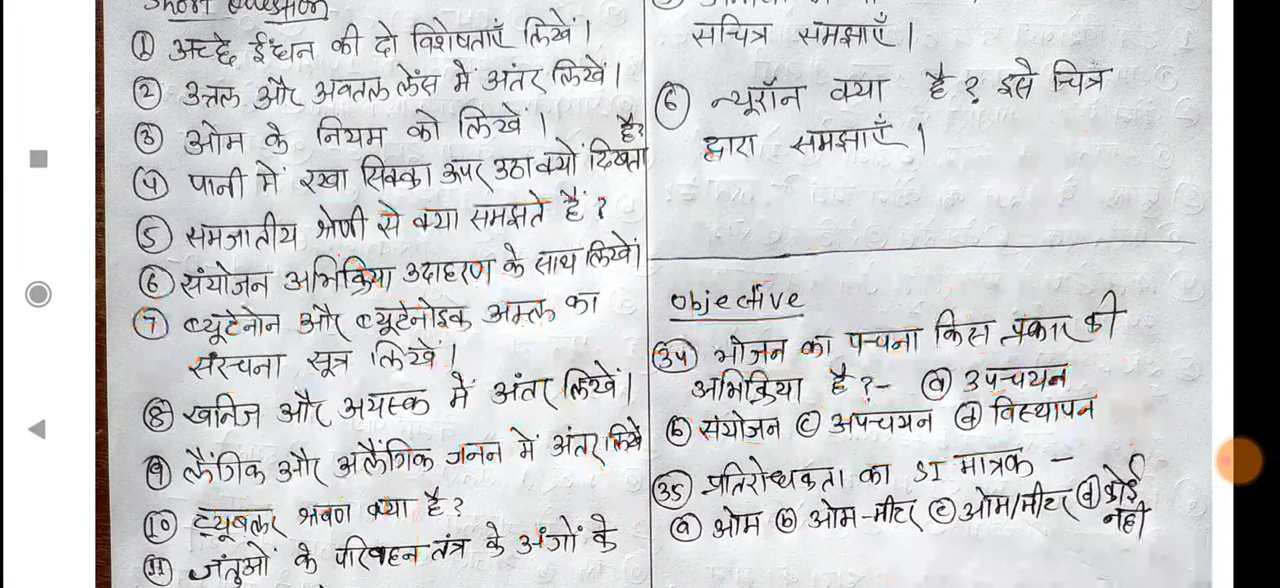 Short Question
① अच्छे ईंधन की दो विशेषताएँ लिखें।
② उत्तल और अवतल लेंस में अंतर लिखें।
③ ओम के नियम को लिखें।
④ पानी में रखा सिक्का ऊपर उठा क्यों दिखता है?
⑤ समजातीय श्रेणी से क्या समझते हैं?
⑥ संयोजन अभिक्रिया उदाहरण के साथ लिखें।
⑦ ब्यूटेनोन और ब्यूटेनोइक अम्ल का
संरचना सूत्र लिखें।
⑧ खनिज और अयस्क में अंतर लिखें।
⑨ लैंगिक और अलैंगिक जनन में अंतर लिखें
⑩ ट्यूबलर श्रवण क्या है?
⑪ जंतुओं के परिवहन तंत्र के अंगों के
सचित्र समझाएँ।
⑥ न्यूरॉन क्या है? इसे चित्र
द्वारा समझाएँ।
Objective
㉞ भोजन का पचना किस प्रकार की
अभिक्रिया है?- ⓐ उपचयन
ⓑ संयोजन ⓒ अपचयन ⓓ विस्थापन
㉟ प्रतिरोधकता का SI मात्रक -
ⓐ ओम ⓑ ओम-मीटर ⓒ ओम/मीटर ⓓ कोई नहीं